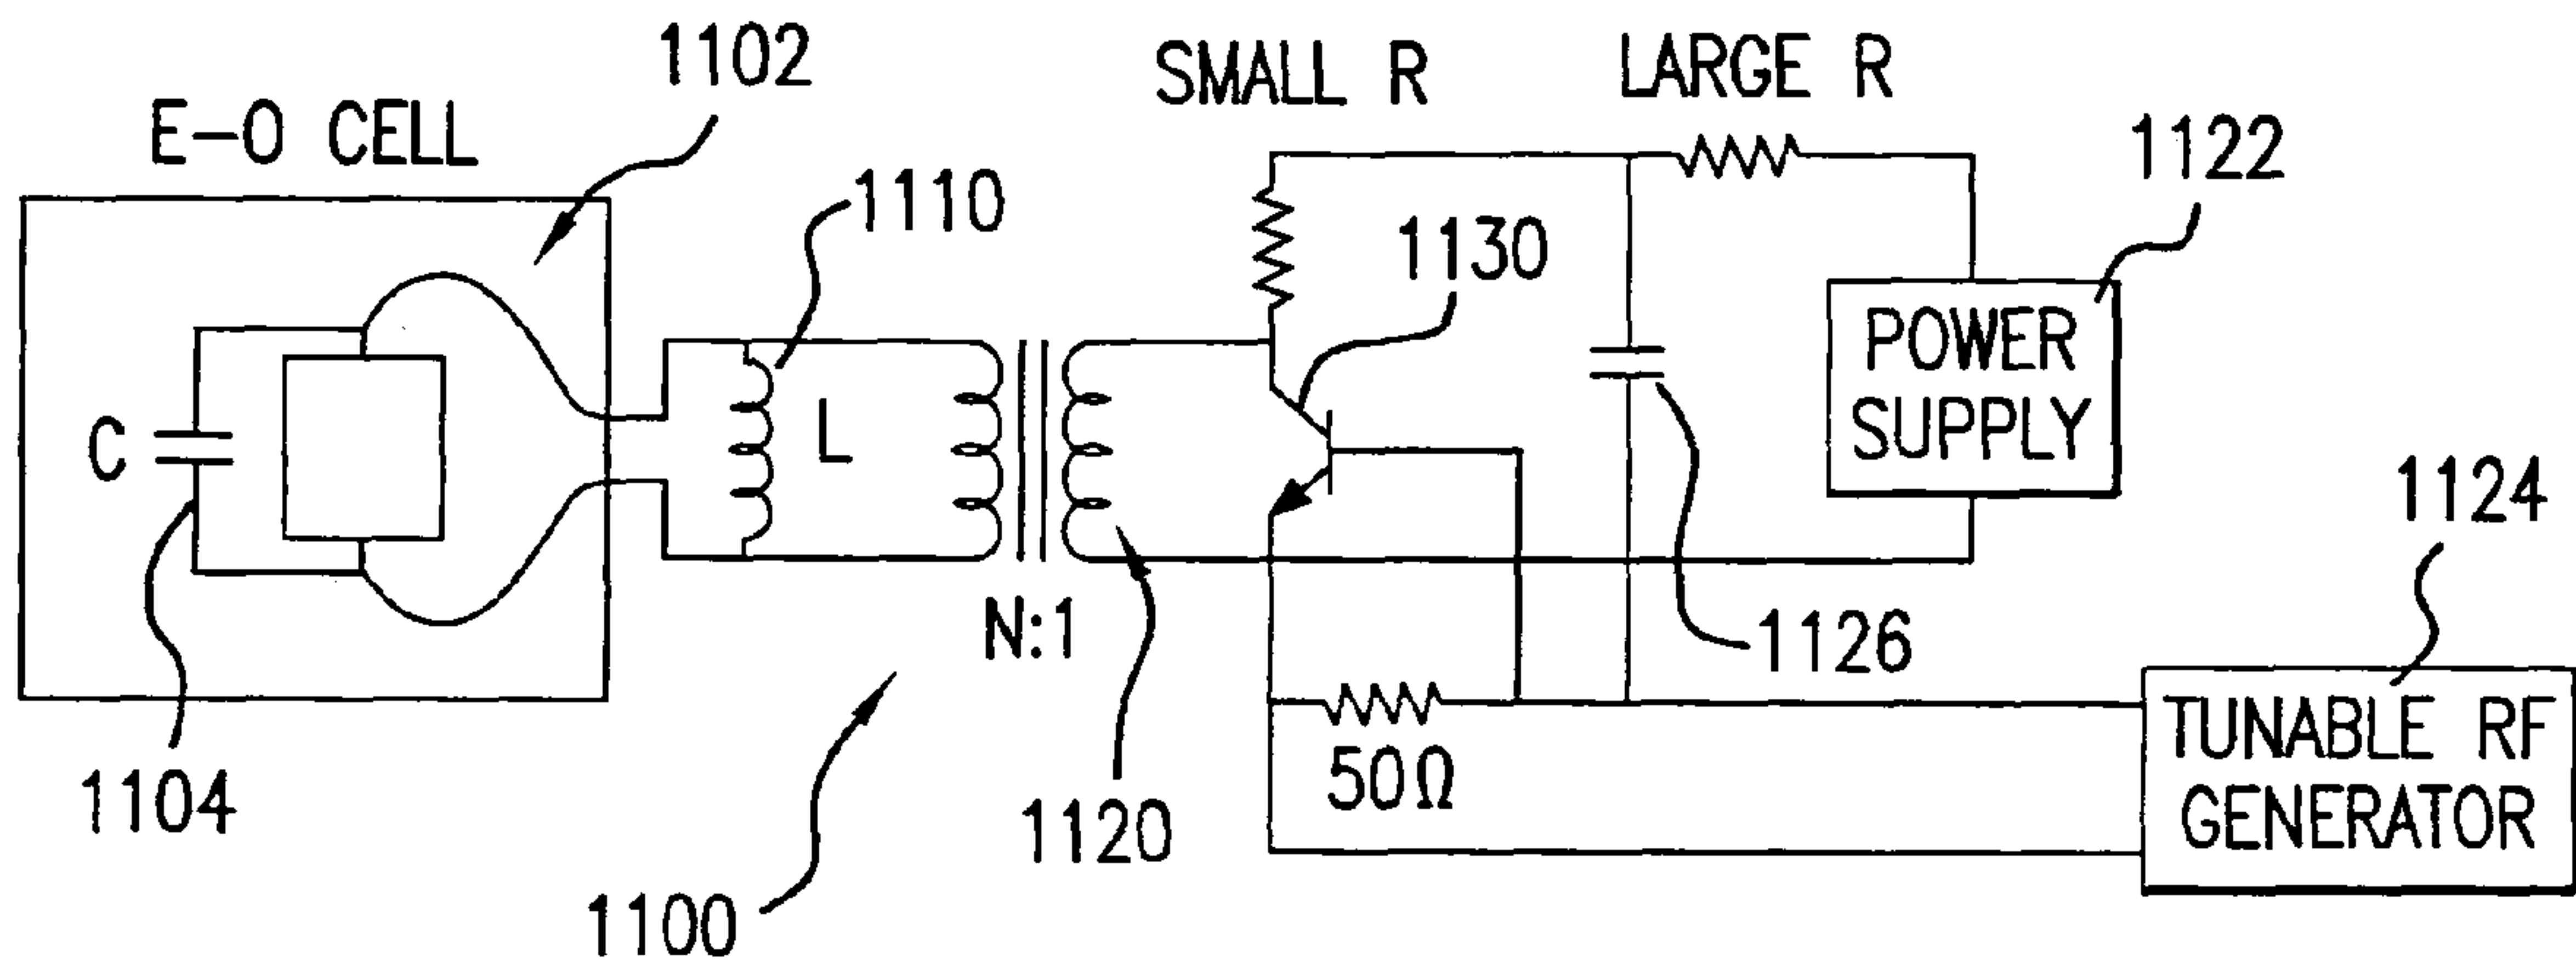 1102
E-O CELL
SMALL R
LARGE R
1122
1110
1130
POWER
SUPPLY
C
L
1124
N:1
1126
TUNABLE RF
GENERATOR
50Ω
1104
1120
1100